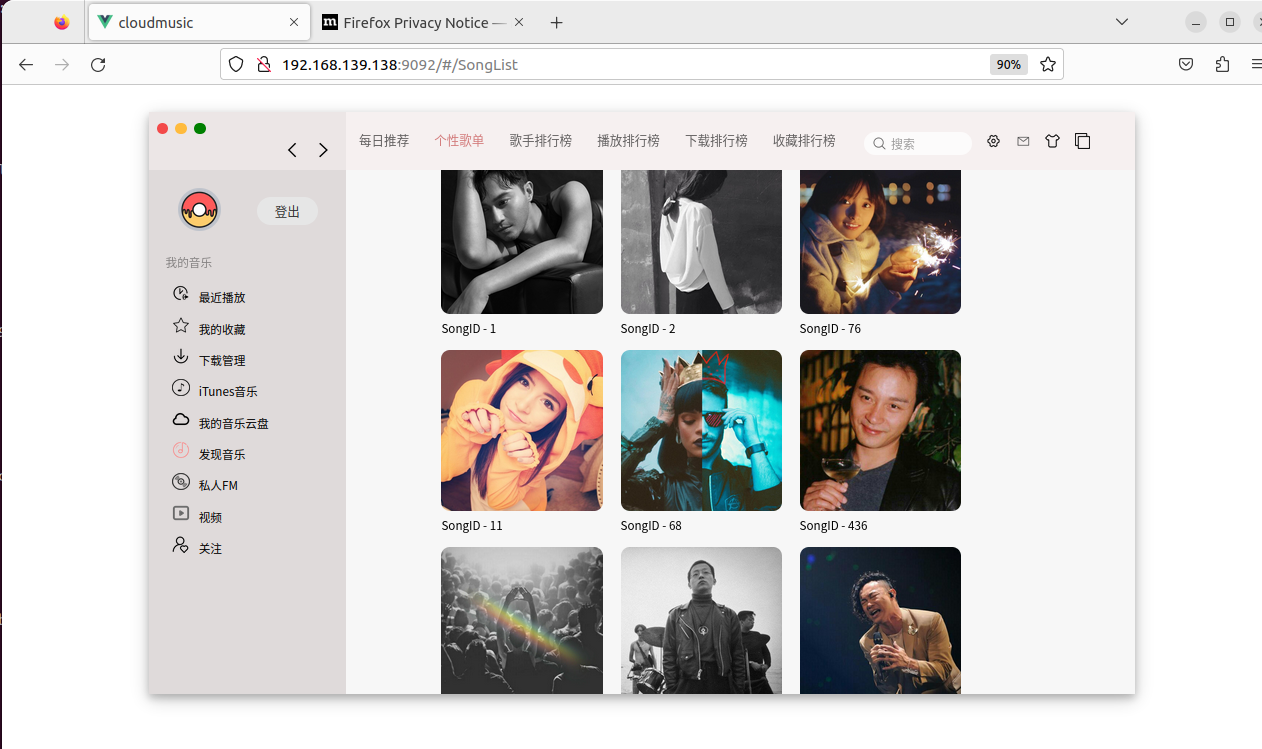 cloudmusic
Firefox Privacy Notice —
192.168.139.138:9092/#/SongList
90%
每日推荐 个性歌单 歌手排行榜 播放排行榜 下载排行榜 收藏排行榜 搜索
登出
我的音乐
最近播放
我的收藏
下载管理
iTunes音乐
我的音乐云盘
发现音乐
私人FM
视频
关注
SongID - 1 SongID - 2 SongID - 76
SongID - 11 SongID - 68 SongID - 436